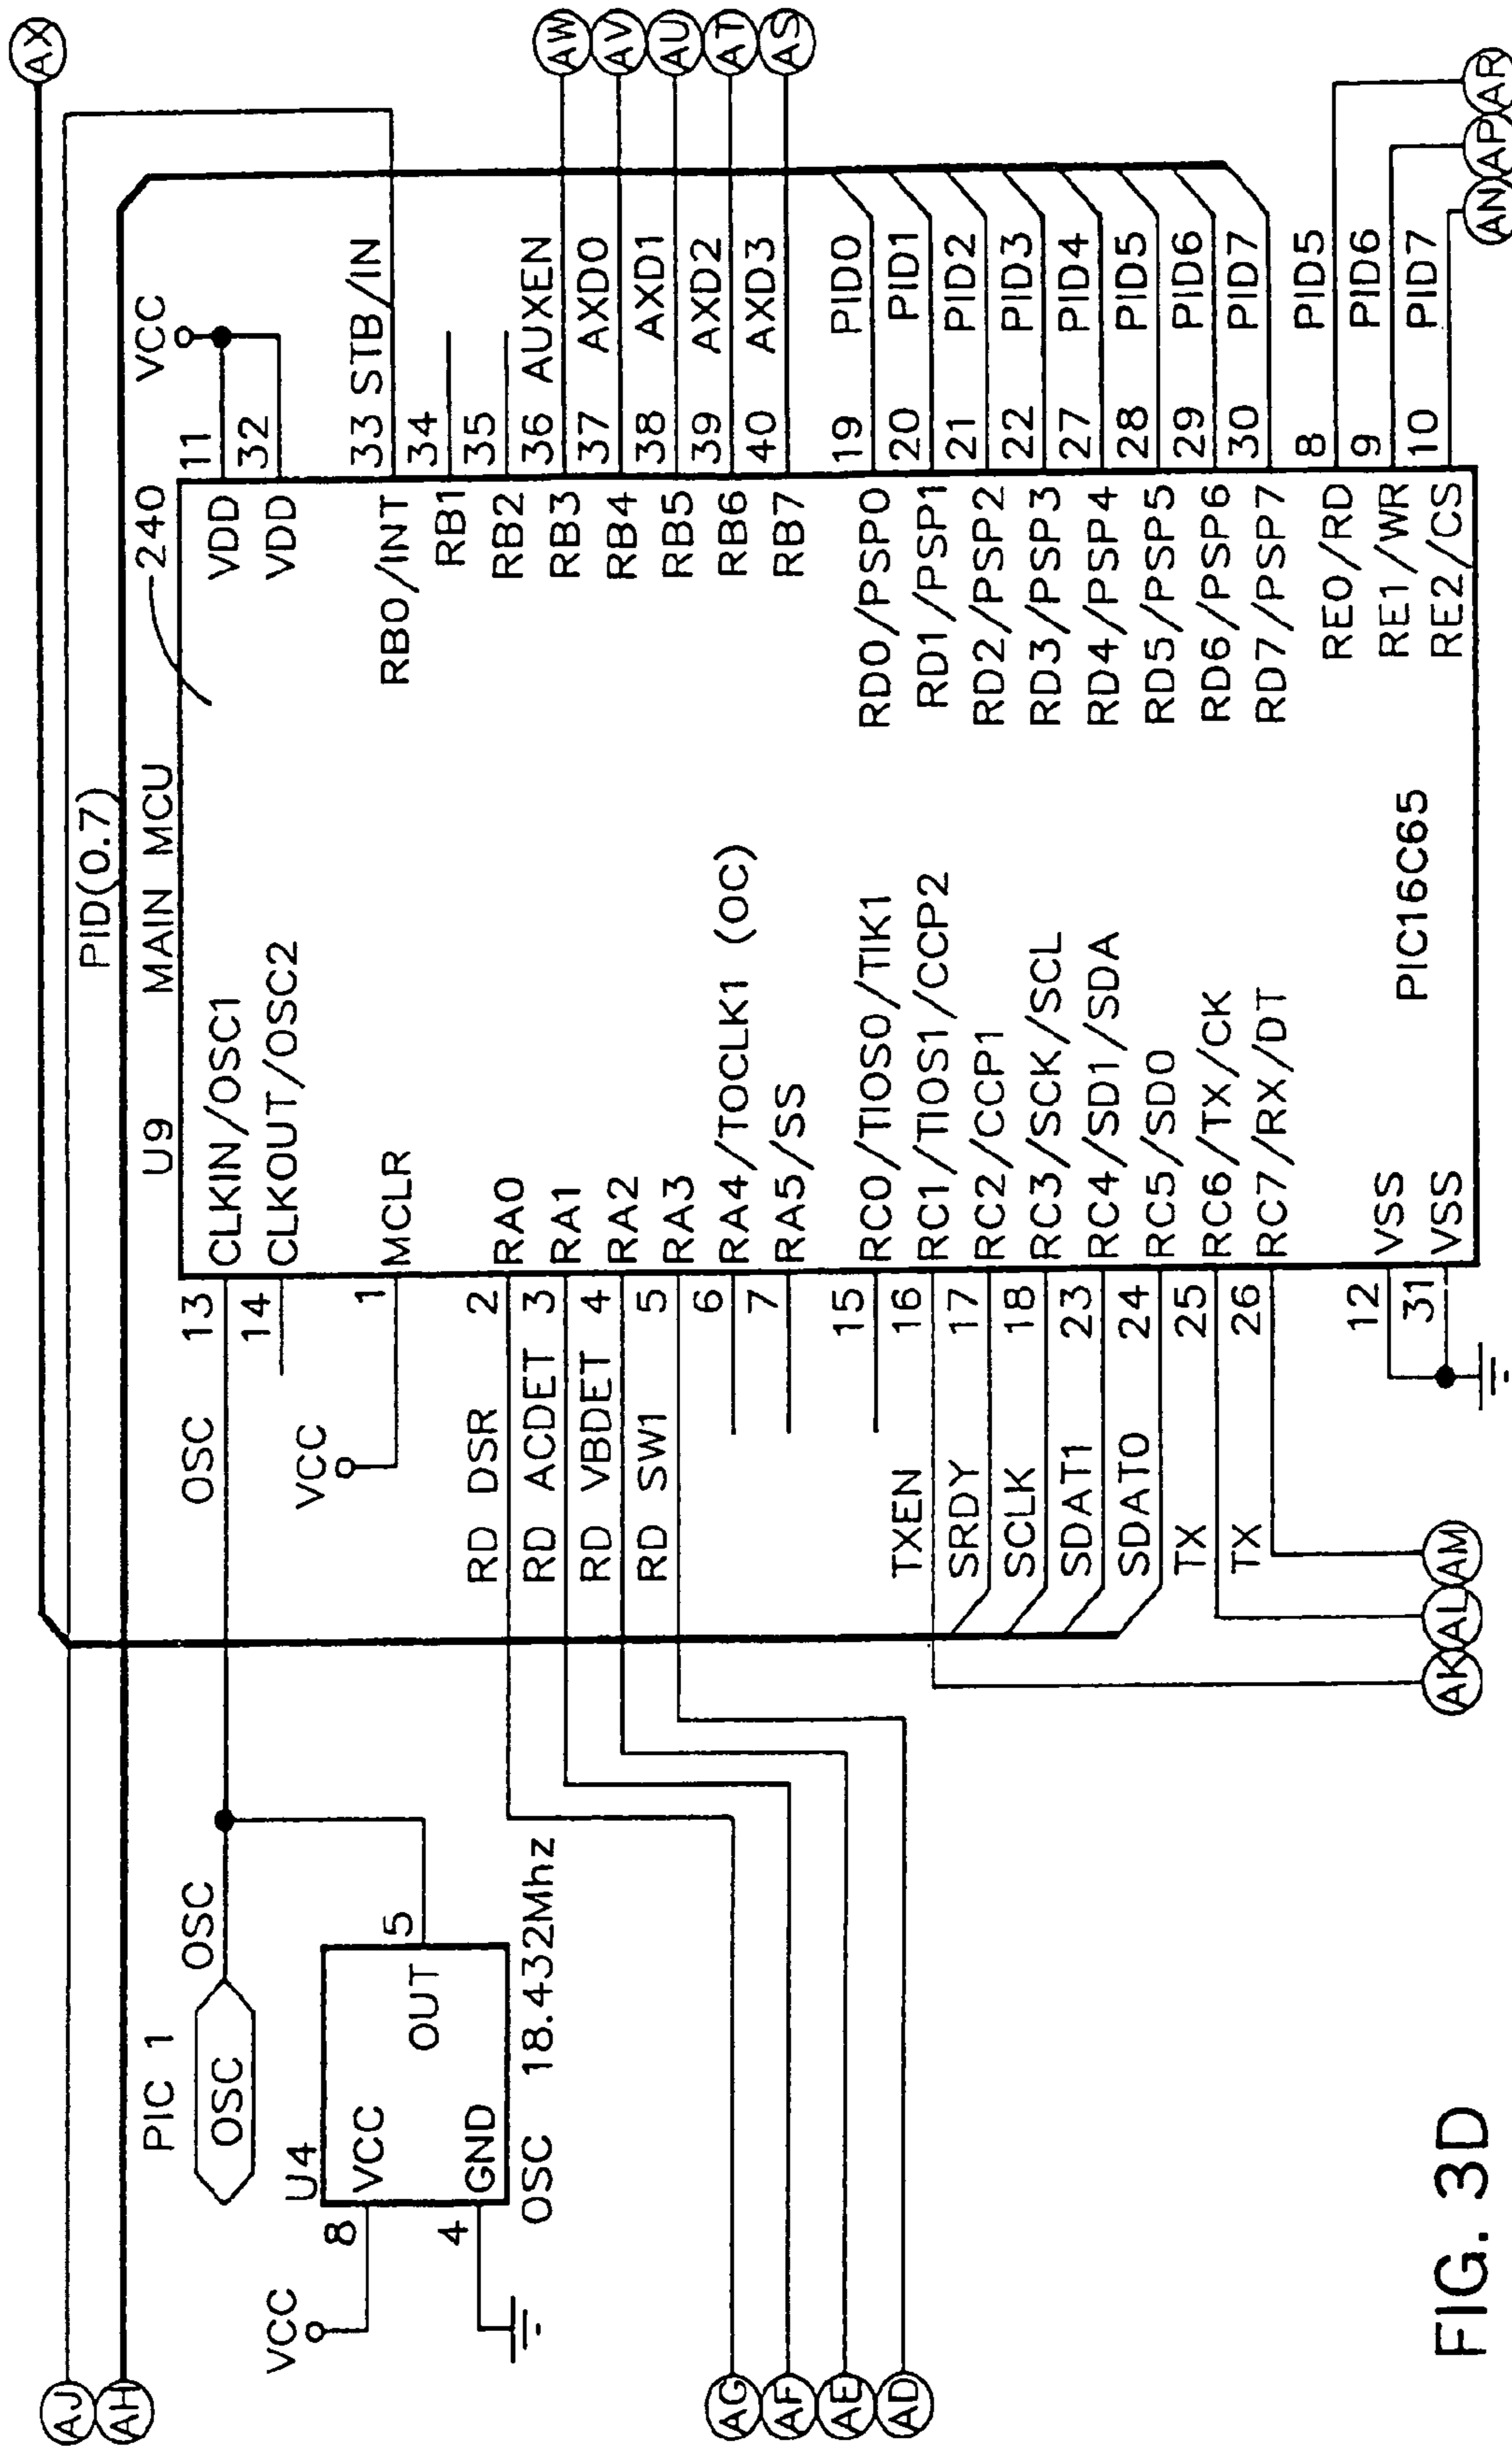 AX
AJ
AH
PID(0.7)
PIC 1
OSC
OSC
U4
VCC
8
VCC
OUT
5
4
GND
OSC 18.432Mhz
AG
AF
AE
AD
U9 MAIN MCU
240
OSC 13 CLKIN/OSC1
14 CLKOUT/OSC2
VCC
1 MCLR
RD DSR 2 RA0
RD ACDET 3 RA1
RD VBDET 4 RA2
RD SW1 5 RA3
6 RA4/TOCLK1 (OC)
7 RA5/SS
15 RC0/TIOSO/TIK1
TXEN 16 RC1/TIOS1/CCP2
SRDY 17 RC2/CCP1
SCLK 18 RC3/SCK/SCL
SDAT1 23 RC4/SD1/SDA
SDATO 24 RC5/SDO
TX 25 RC6/TX/CK
TX 26 RC7/RX/DT
12 VSS
31 VSS
PIC16C65
AK
AL
AM
VCC
VDD 11
VDD 32
RBO/INT 33 STB/IN
RB1 34
RB2 35
RB3 36 AUXEN
AW
RB4 37 AXD0
AV
RB5 38 AXD1
AU
RB6 39 AXD2
AT
RB7 40 AXD3
AS
RD0/PSP0 19 PID0
RD1/PSP1 20 PID1
RD2/PSP2 21 PID2
RD3/PSP3 22 PID3
RD4/PSP4 27 PID4
RD5/PSP5 28 PID5
RD6/PSP6 29 PID6
RD7/PSP7 30 PID7
RE0/RD 8 PID5
RE1/WR 9 PID6
RE2/CS 10 PID7
AN
AP
AR
FIG. 3D